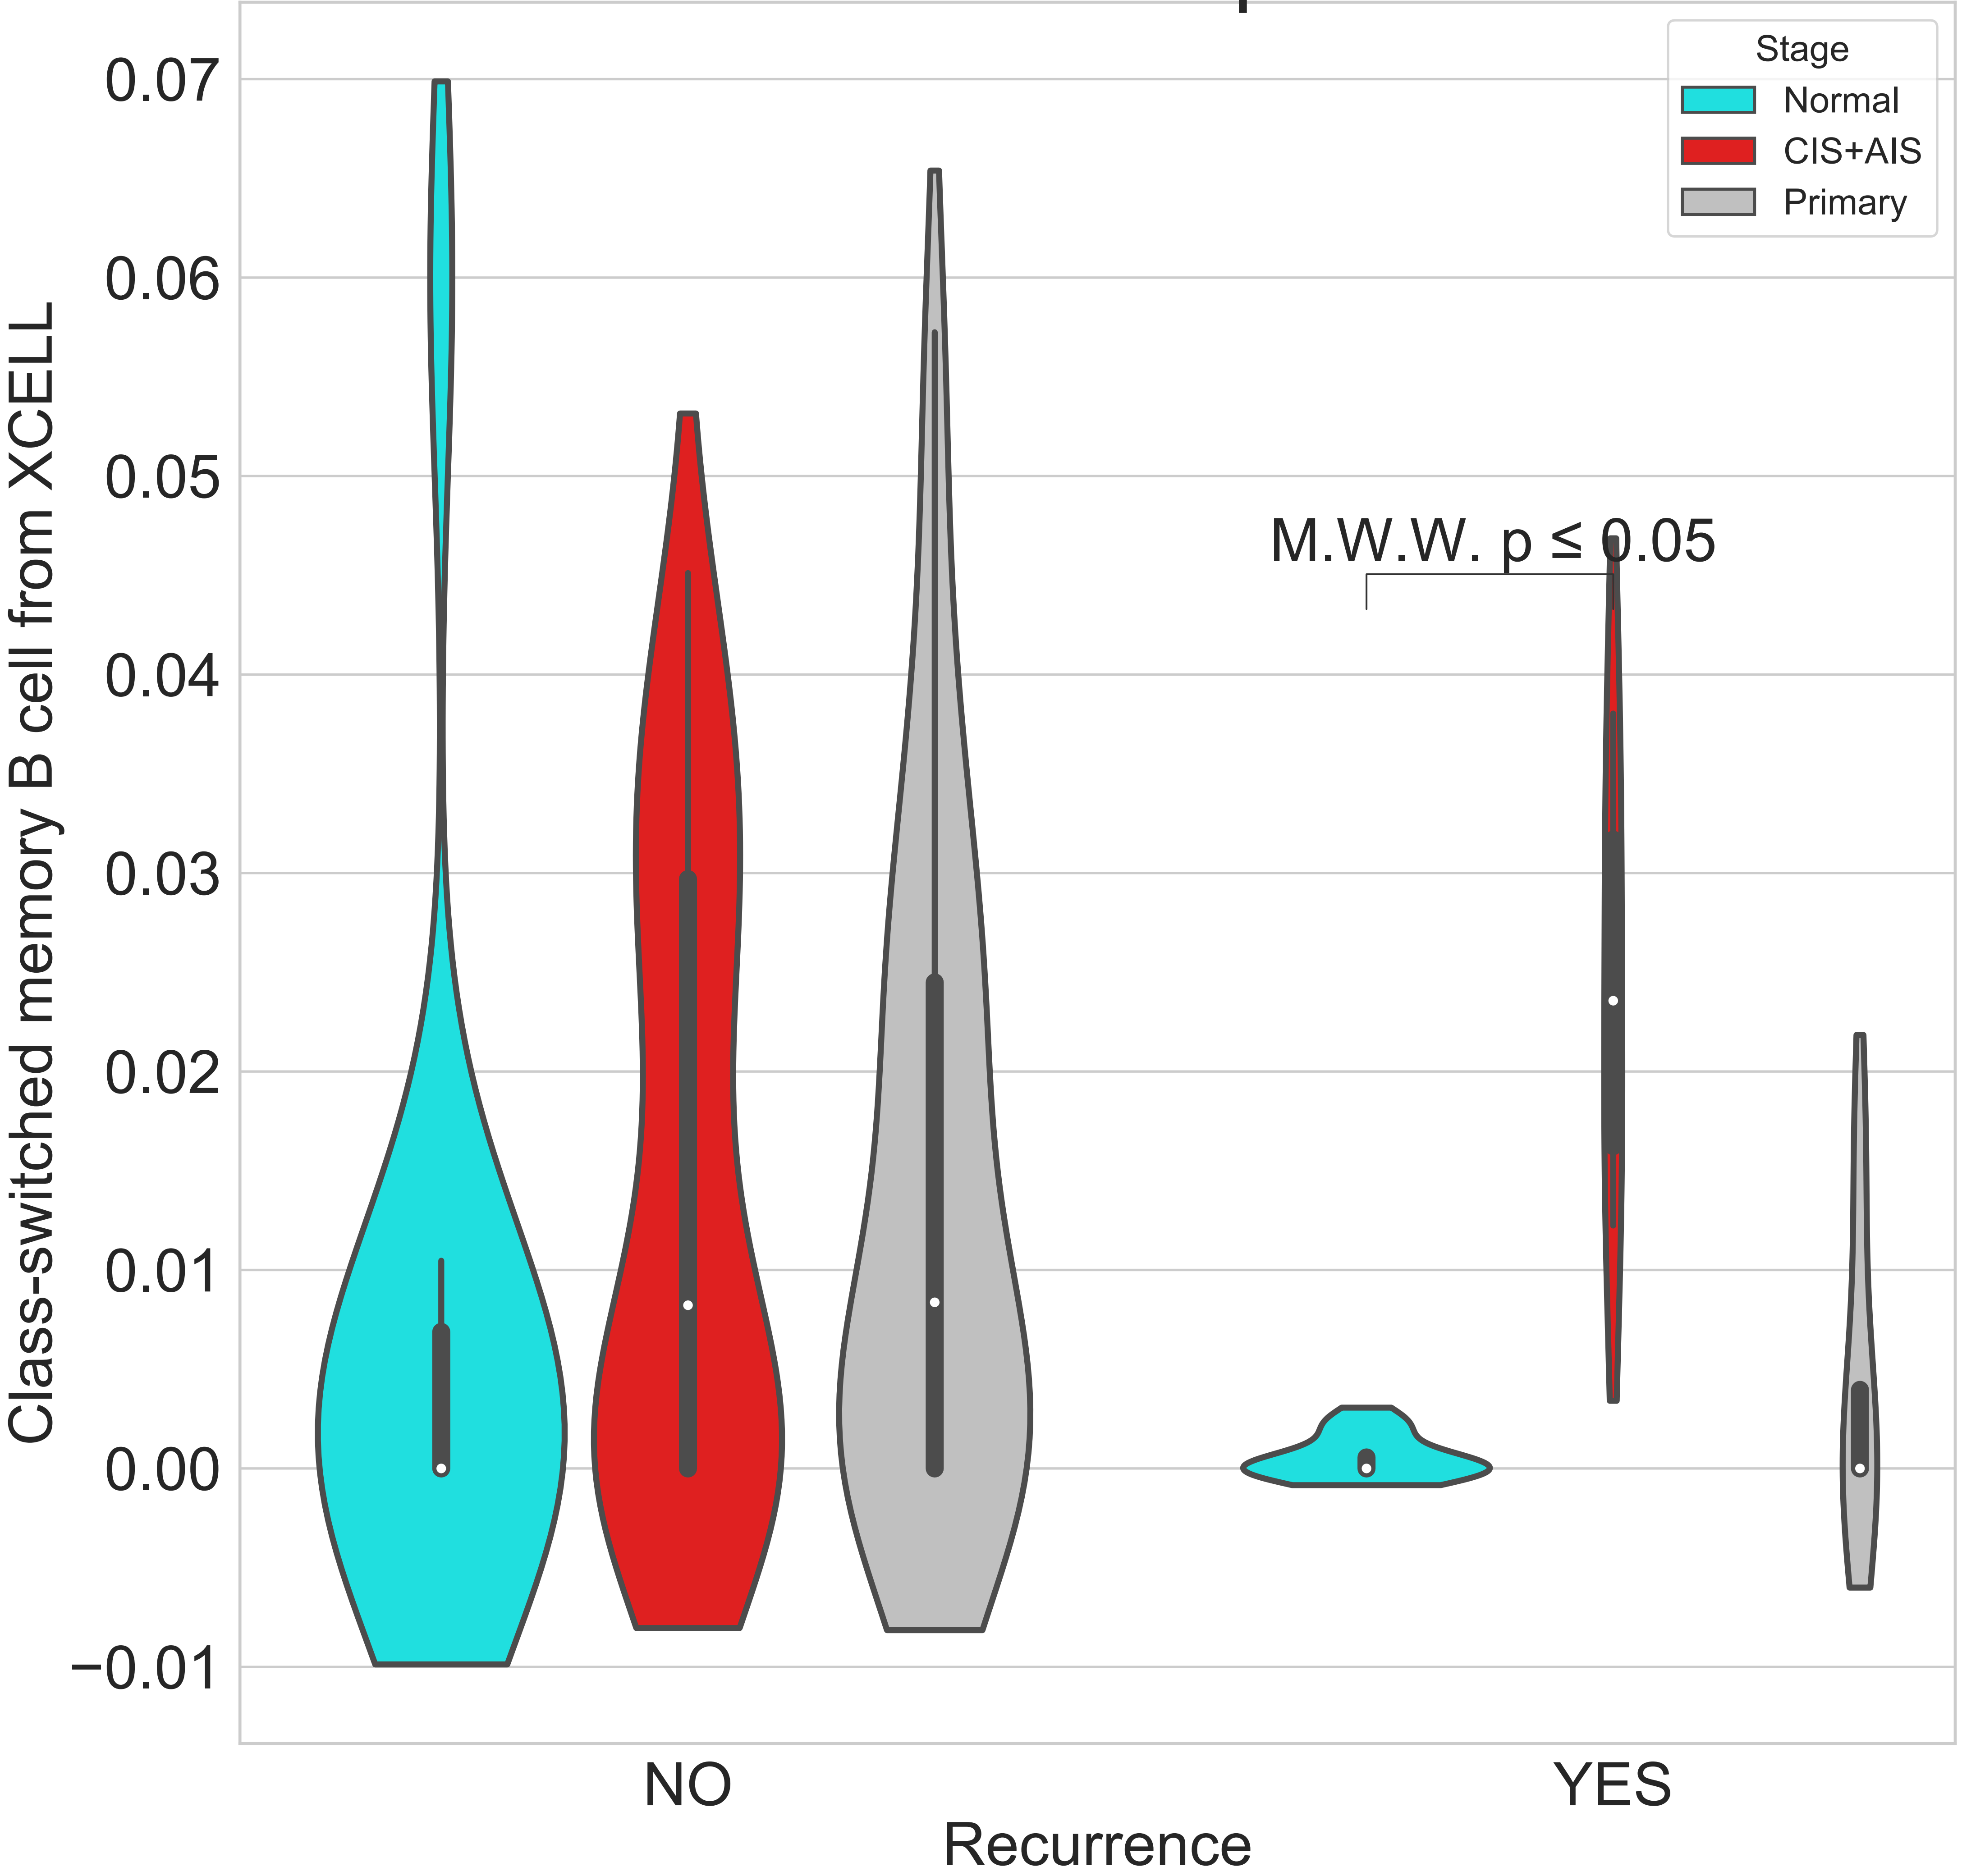 Stage
Normal
CIS+AIS
Primary
Class-switched memory B cell from XCELL
0.07
0.06
0.05
0.04
0.03
0.02
0.01
0.00
−0.01
M.W.W. p ≤ 0.05
NO
YES
Recurrence